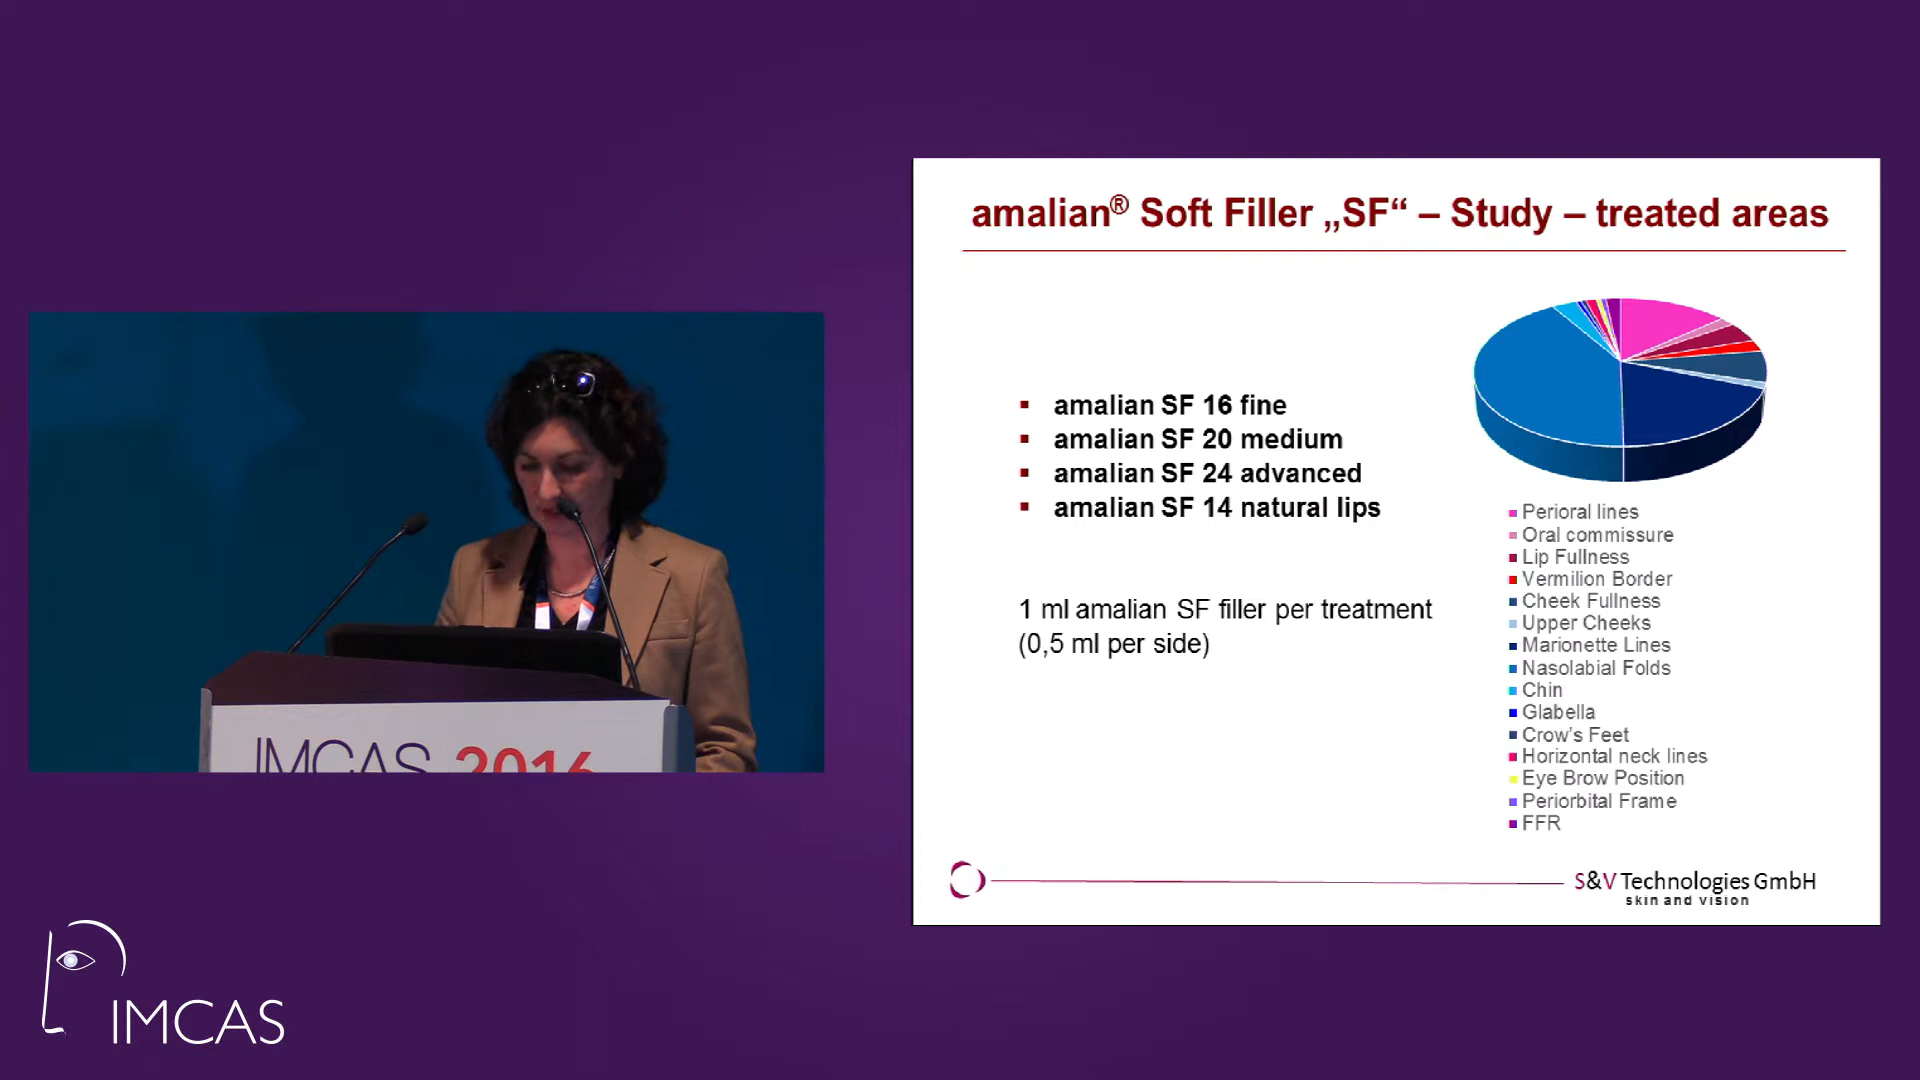 amalian® Soft Filler „SF“ – Study – treated areas
amalian SF 16 fine
amalian SF 20 medium
amalian SF 24 advanced
amalian SF 14 natural lips
1 ml amalian SF filler per treatment
(0,5 ml per side)
Perioral lines
Oral commissure
Lip Fullness
Vermilion Border
Cheek Fullness
Upper Cheeks
Marionette Lines
Nasolabial Folds
Chin
Glabella
Crow's Feet
Horizontal neck lines
Eye Brow Position
Periorbital Frame
FFR
S&V Technologies GmbH
skin and vision
IMCAS 2016
IMCAS